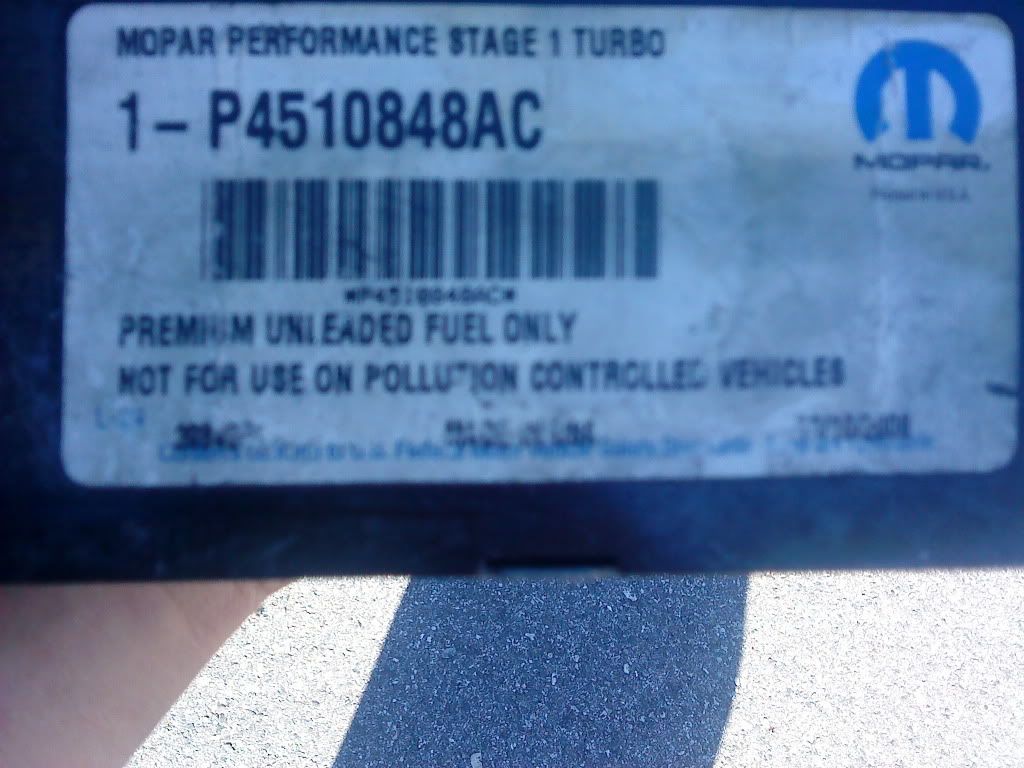 MOPAR PERFORMANCE STAGE 1 TURBO
1-P4510848AC
MOPAR
*P4510848AC*
PREMIUM UNLEADED FUEL ONLY
NOT FOR USE ON POLLUTION CONTROLLED VEHICLES